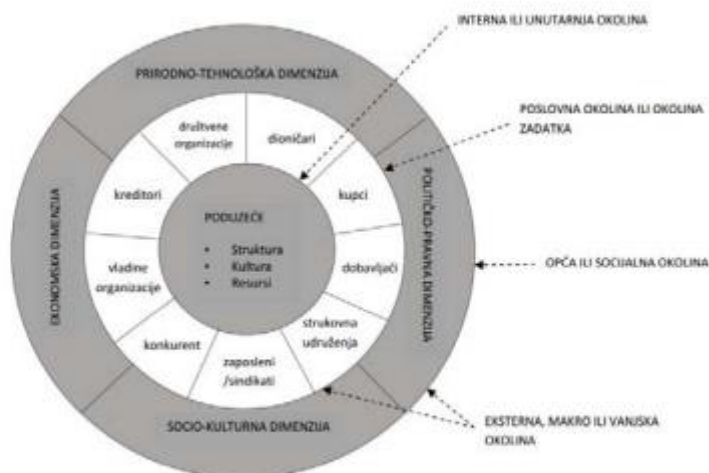 INTERNA ILI UNUTARNJA OKOLINA
PRIRODNO-TEHNOLOŠKA DIMENZIJA
POSLOVNA OKOLINA ILI OKOLINA
ZADATKA
društvene
organizacije
dioničari
kreditori
kupci
PODUZEĆE
• Struktura
• Kultura
• Resursi
EKONOMSKA DIMENZIJA
vladine
organizacije
dobavljači
POLITIČKO-PRAVNA DIMENZIJA
OPĆA ILI SOCIJALNA OKOLINA
konkurent
strukovna
udruženja
zaposleni
/sindikati
SOCIO-KULTURNA DIMENZIJA
EKSTERNA, MAKRO ILI VANJSKA
OKOLINA